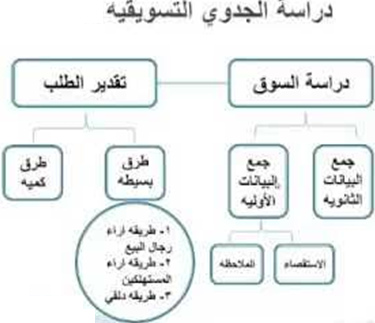 دراسة الجدوي التسويقيه
دراسة السوق
تقدير الطلب
جمع
البيانات
الثانويه
جمع
البيانات
الأوليه
طرق
بسيطه
طرق
كميه
الاستقصاء
الملاحظه
١- طريقه اراء
رجال البيع
٢- طريقه اراء
المستهلكين
٣- طريقه دلفي